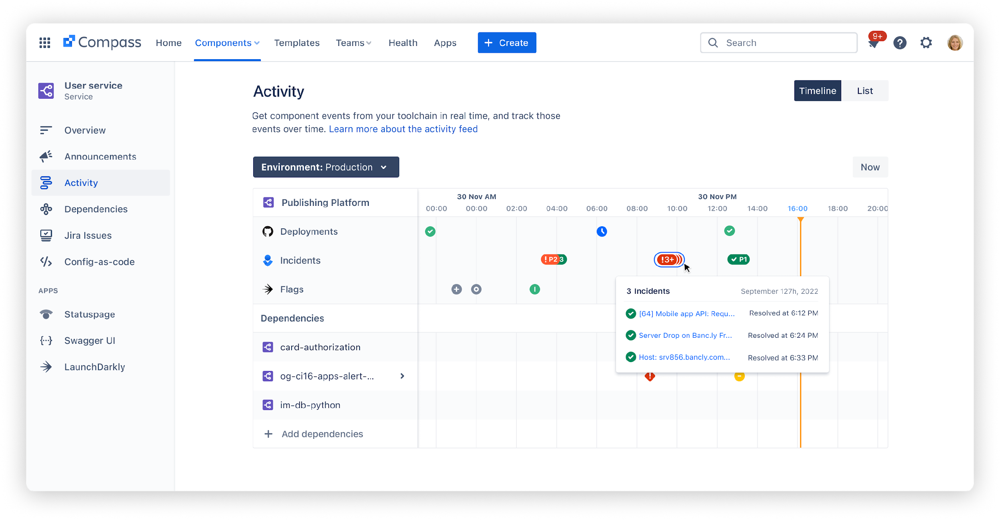 Compass Home Components Templates Teams Health Apps + Create Search 9+ ?
User service
Service
Overview
Announcements
Activity
Dependencies
Jira Issues
Config-as-code
APPS
Statuspage
Swagger UI
LaunchDarkly
Activity
Timeline List
Get component events from your toolchain in real time, and track those
events over time. Learn more about the activity feed
Environment: Production
Now
Publishing Platform
30 Nov AM 30 Nov PM
00:00 00:00 02:00 04:00 06:00 08:00 10:00 12:00 14:00 16:00 18:00 20:00
Deployments
Incidents
! P2 3 !3+ P1
Flags
Dependencies
card-authorization
og-ci16-apps-alert-...
im-db-python
+ Add dependencies
3 Incidents September 127h, 2022
[64] Mobile app API: Requ... Resolved at 6:12 PM
Server Drop on Banc.ly Fr... Resolved at 6:24 PM
Host: srv856.bancly.com... Resolved at 6:33 PM